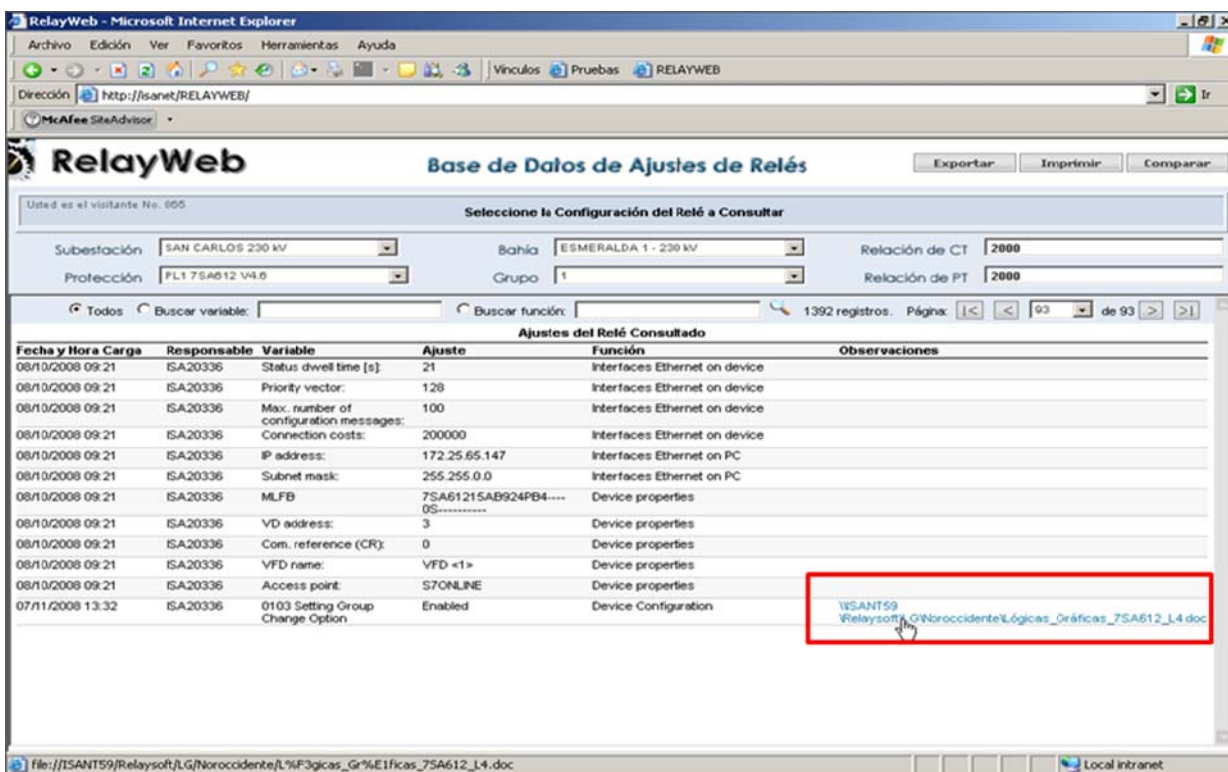 RelayWeb - Microsoft Internet Explorer
Archivo Edición Ver Favoritos Herramientas Ayuda
Vínculos Pruebas RELAYWEB
Dirección http://isanet/RELAYWEB/ Ir
McAfee SiteAdvisor
RelayWeb Base de Datos de Ajustes de Relés Exportar Imprimir Comparar
Usted es el visitante No. 866
Seleccione la Configuración del Relé a Consultar
Subestación SAN CARLOS 230 kV Bahía ESMERALDA 1 - 230 kV Relación de CT 2000
Protección PL1 7SA612 V4.6 Grupo 1 Relación de PT 2000
Todos Buscar variable: Buscar función: 1392 registros. Página: |< < 93 de 93 > >|
Ajustes del Relé Consultado
Fecha y Hora Carga Responsable Variable Ajuste Función Observaciones
08/10/2008 09:21 ISA20336 Status dwell time [s]: 21 Interfaces Ethernet on device
08/10/2008 09:21 ISA20336 Priority vector: 128 Interfaces Ethernet on device
08/10/2008 09:21 ISA20336 Max. number of 100 Interfaces Ethernet on device
configuration messages:
08/10/2008 09:21 ISA20336 Connection costs: 200000 Interfaces Ethernet on device
08/10/2008 09:21 ISA20336 IP address: 172.25.65.147 Interfaces Ethernet on PC
08/10/2008 09:21 ISA20336 Subnet mask: 255.255.0.0 Interfaces Ethernet on PC
08/10/2008 09:21 ISA20336 MLFB 7SA61215AB924PB4---- Device properties
0S----------
08/10/2008 09:21 ISA20336 VD address: 3 Device properties
08/10/2008 09:21 ISA20336 Com. reference (CR): 0 Device properties
08/10/2008 09:21 ISA20336 VFD name: VFD <1> Device properties
08/10/2008 09:21 ISA20336 Access point: S7ONLINE Device properties
07/11/2008 13:32 ISA20336 0103 Setting Group Enabled Device Configuration \\ISANT59
Change Option \Relaysoft\LG\Noroccidente\Lógicas_Gráficas_7SA612_L4.doc
file://ISANT59/Relaysoft/LG/Noroccidente/L%F3gicas_Gr%E1ficas_7SA612_L4.doc Local intranet